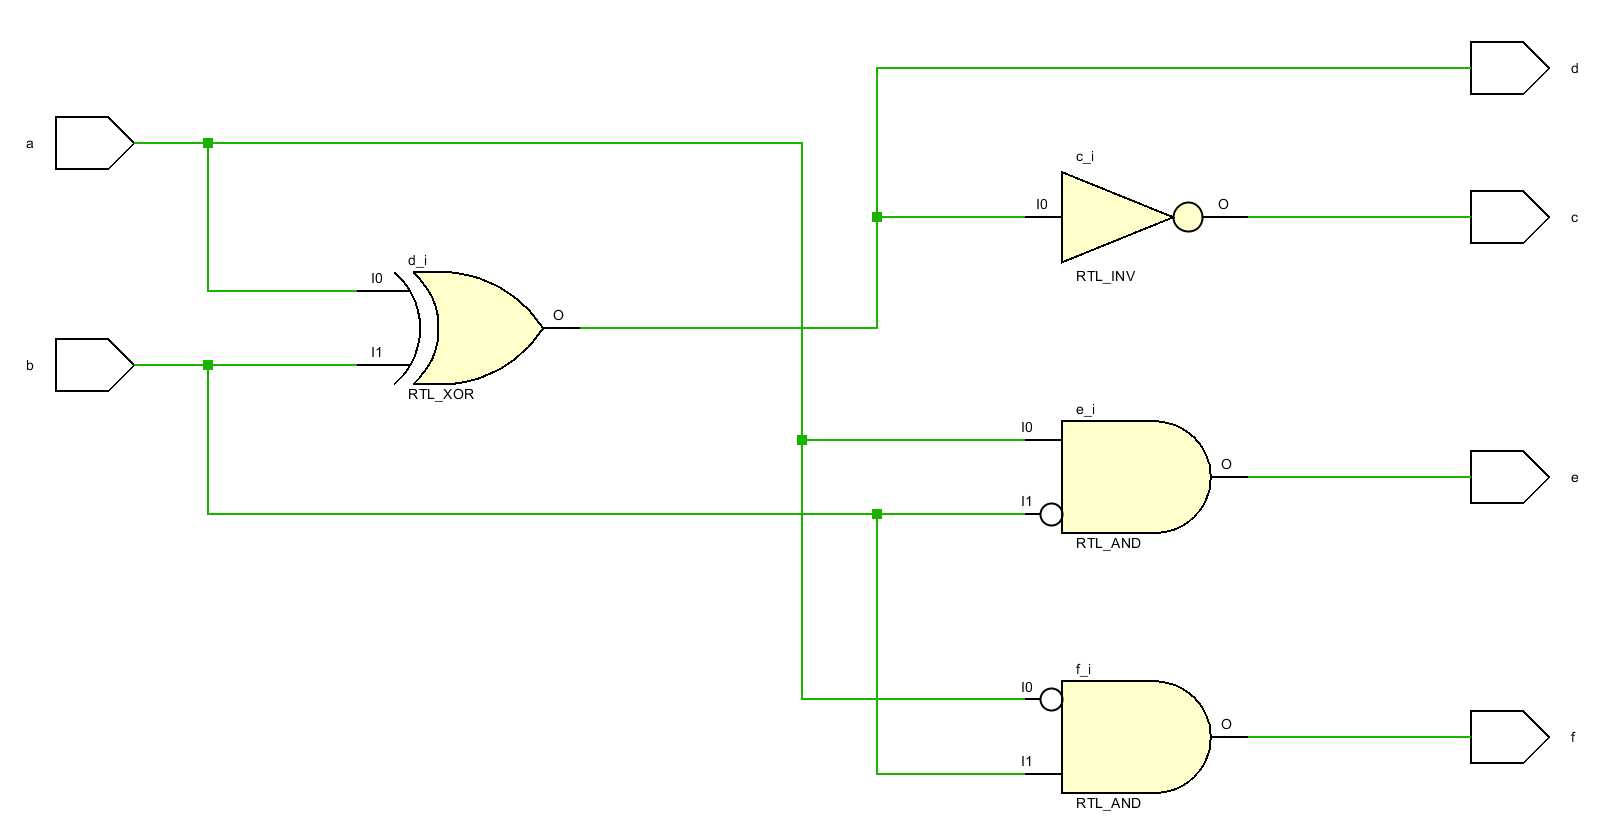 d
a
c_i
I0
O
c
RTL_INV
d_i
I0
O
I1
b
RTL_XOR
e_i
I0
O
e
I1
RTL_AND
f_i
I0
O
f
I1
RTL_AND